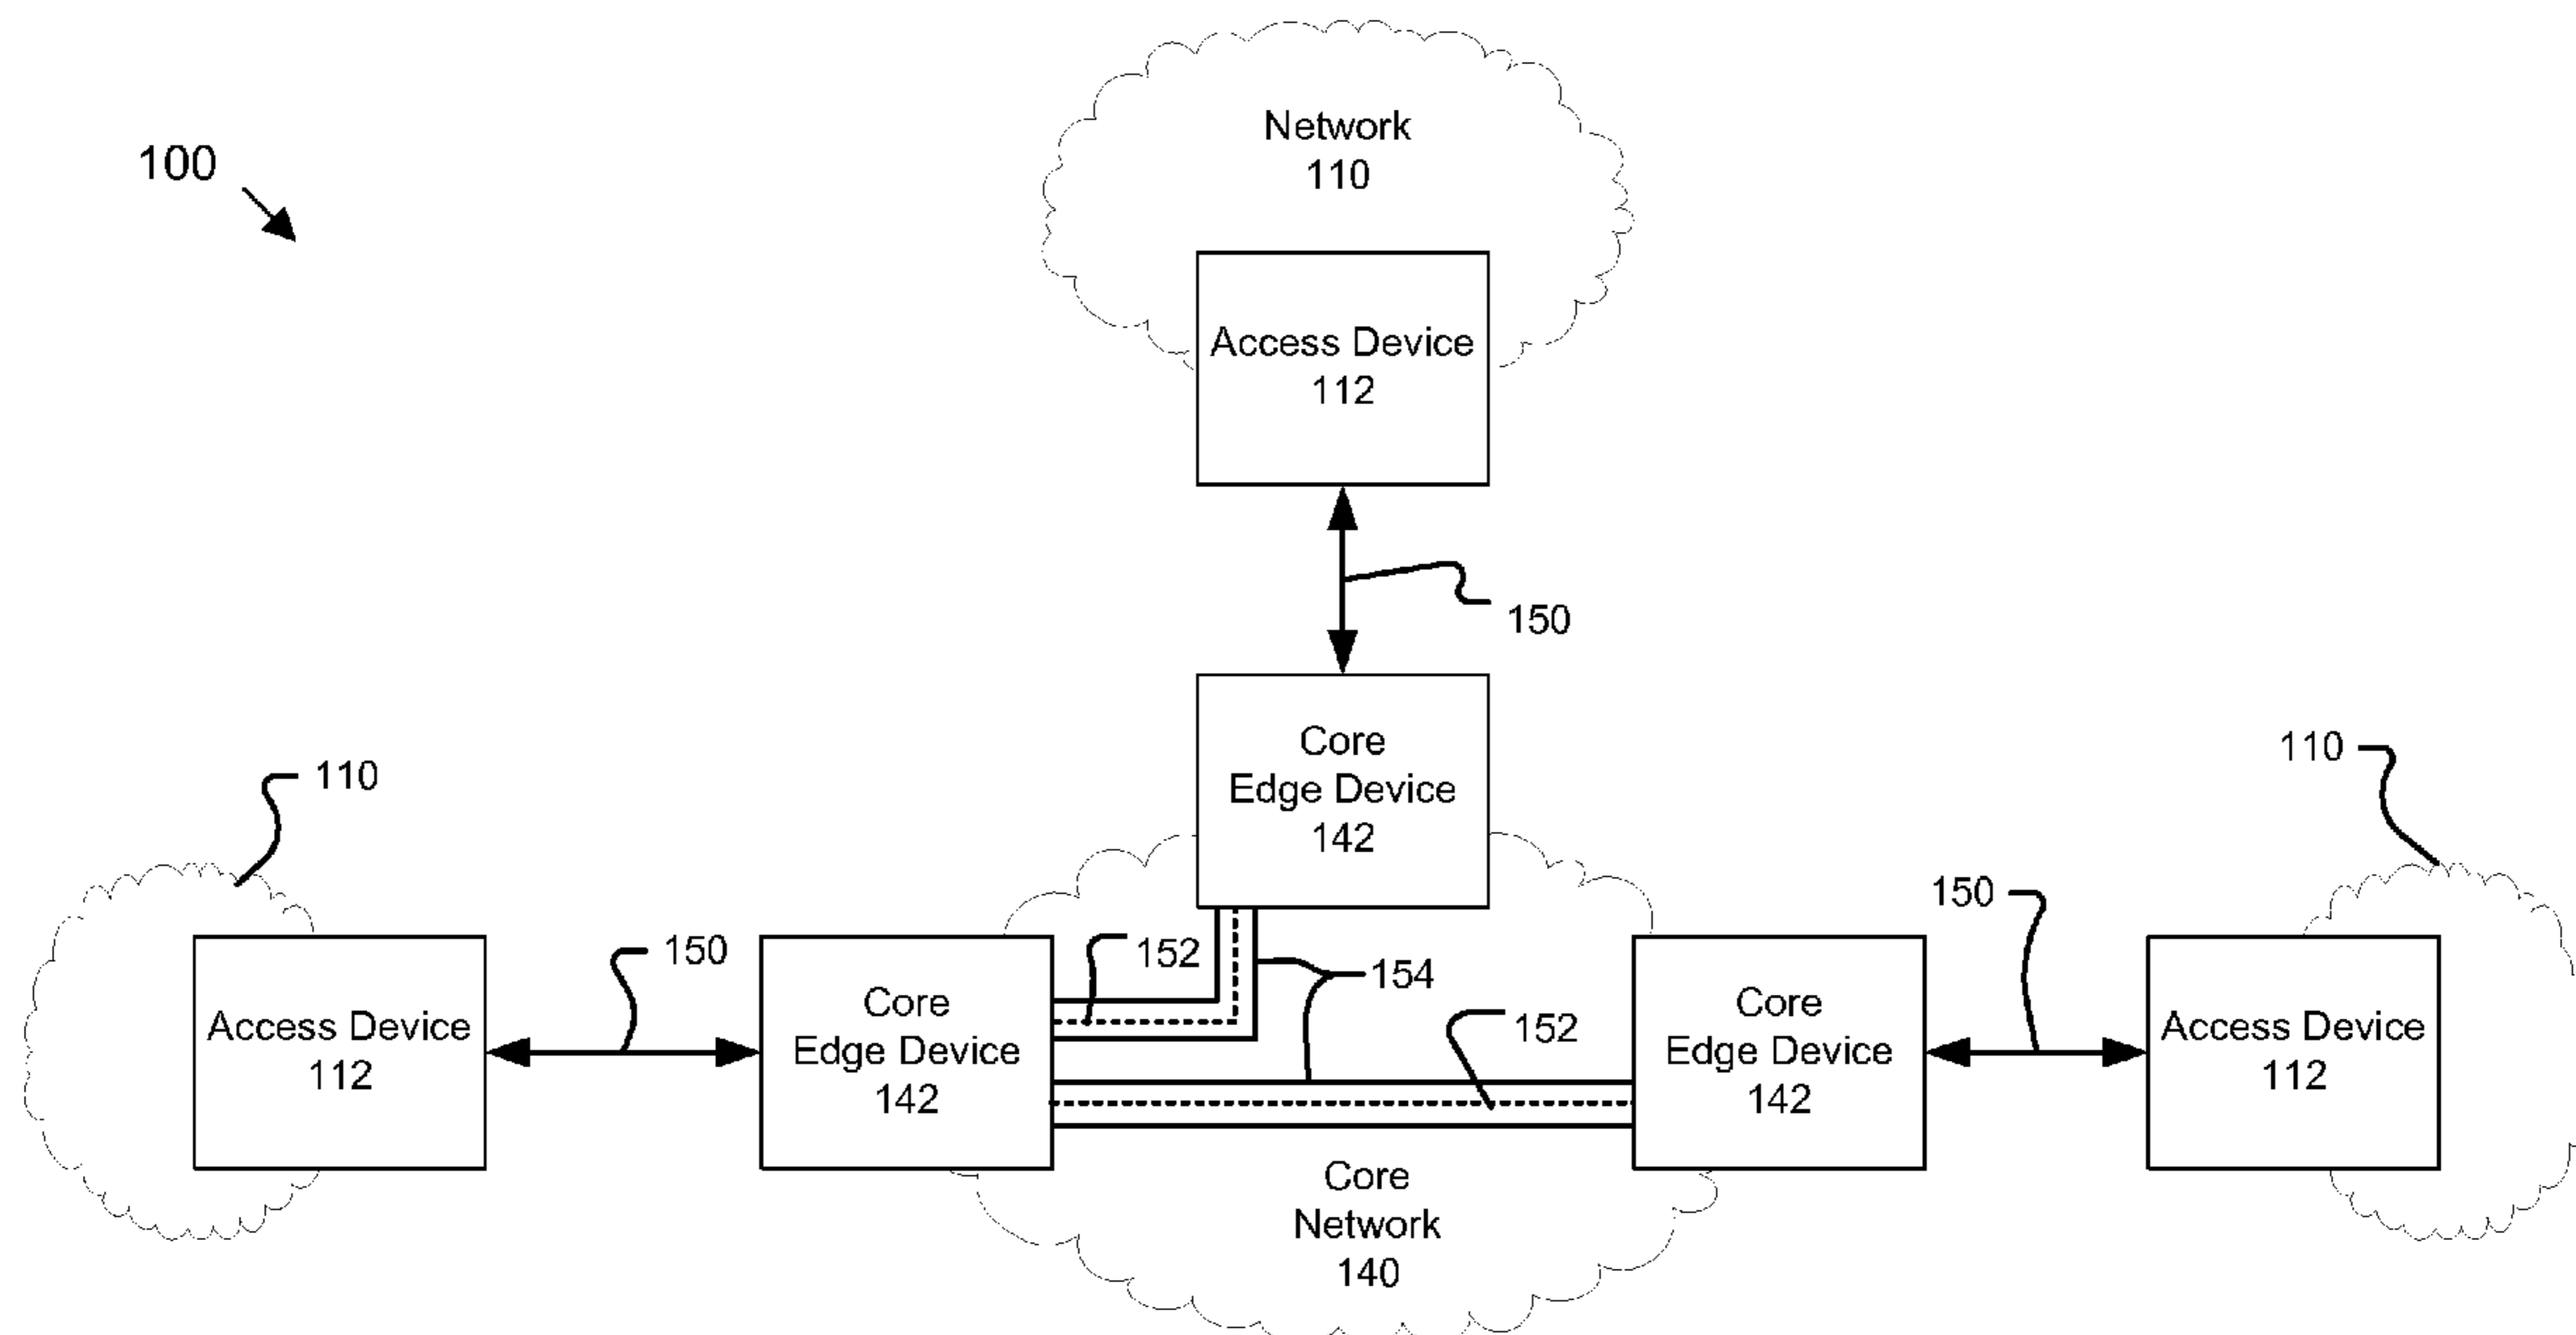 Network
110
100
Access Device
112
150
Core
Edge Device
142
110
110
150
150
152
154
Core
Edge Device
142
Core
Edge Device
142
152
Access Device
112
Access Device
112
Core
Network
140